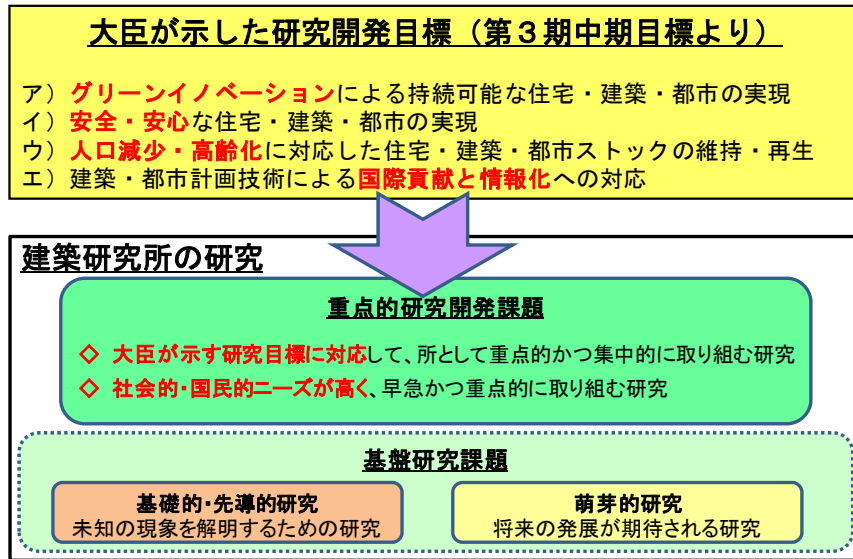 大臣が示した研究開発目標（第３期中期目標より）
ア）グリーンイノベーションによる持続可能な住宅・建築・都市の実現
イ）安全・安心な住宅・建築・都市の実現
ウ）人口減少・高齢化に対応した住宅・建築・都市ストックの維持・再生
エ）建築・都市計画技術による国際貢献と情報化への対応
建築研究所の研究
重点的研究開発課題
◇ 大臣が示す研究目標に対応して、所として重点的かつ集中的に取り組む研究
◇ 社会的・国民的ニーズが高く、早急かつ重点的に取り組む研究
基盤研究課題
基礎的・先導的研究
未知の現象を解明するための研究
萌芽的研究
将来の発展が期待される研究